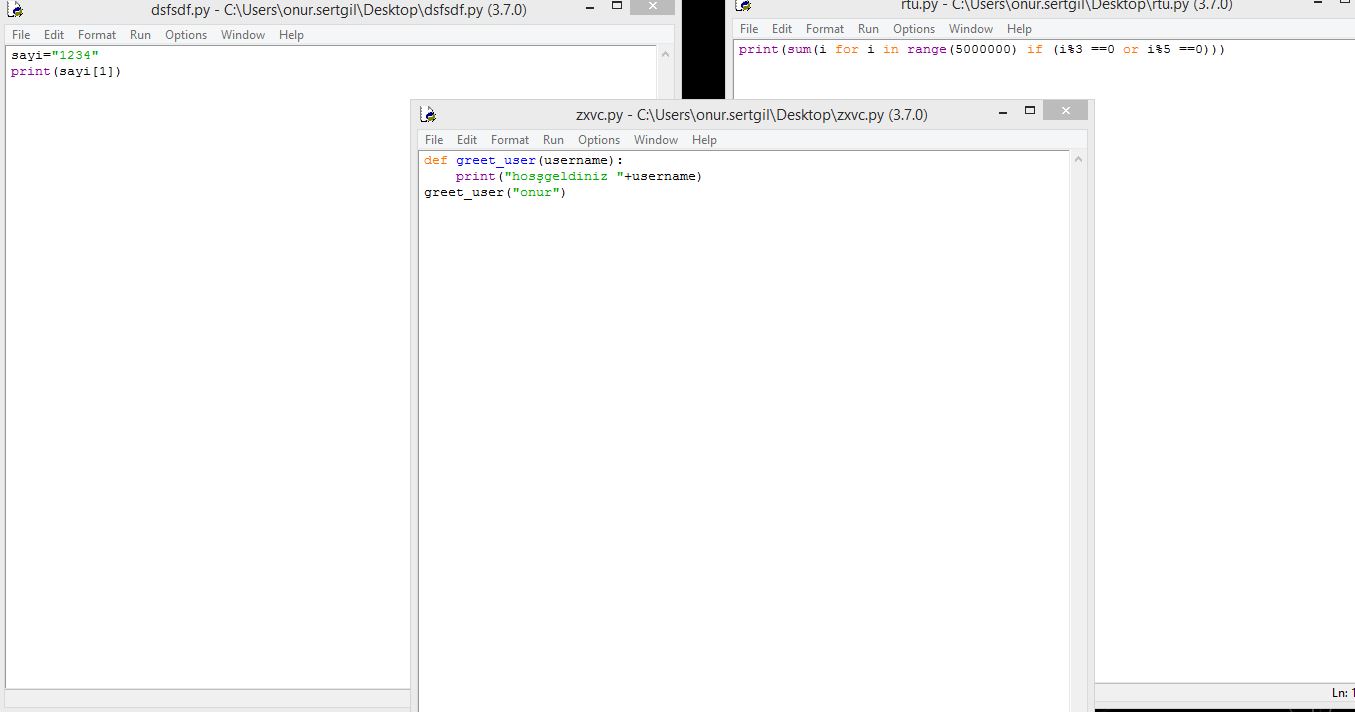 dsfsdf.py - C:\Users\onur.sertgil\Desktop\dsfsdf.py (3.7.0)
File Edit Format Run Options Window Help
sayi="1234"
print(sayi[1])
rtu.py - C:\Users\onur.sertgil\Desktop\rtu.py (3.7.0)
File Edit Format Run Options Window Help
print(sum(i for i in range(5000000) if (i%3 ==0 or i%5 ==0)))
zxvc.py - C:\Users\onur.sertgil\Desktop\zxvc.py (3.7.0)
File Edit Format Run Options Window Help
def greet_user(username):
    print("hosşgeldiniz "+username)
greet_user("onur")
Ln: 1